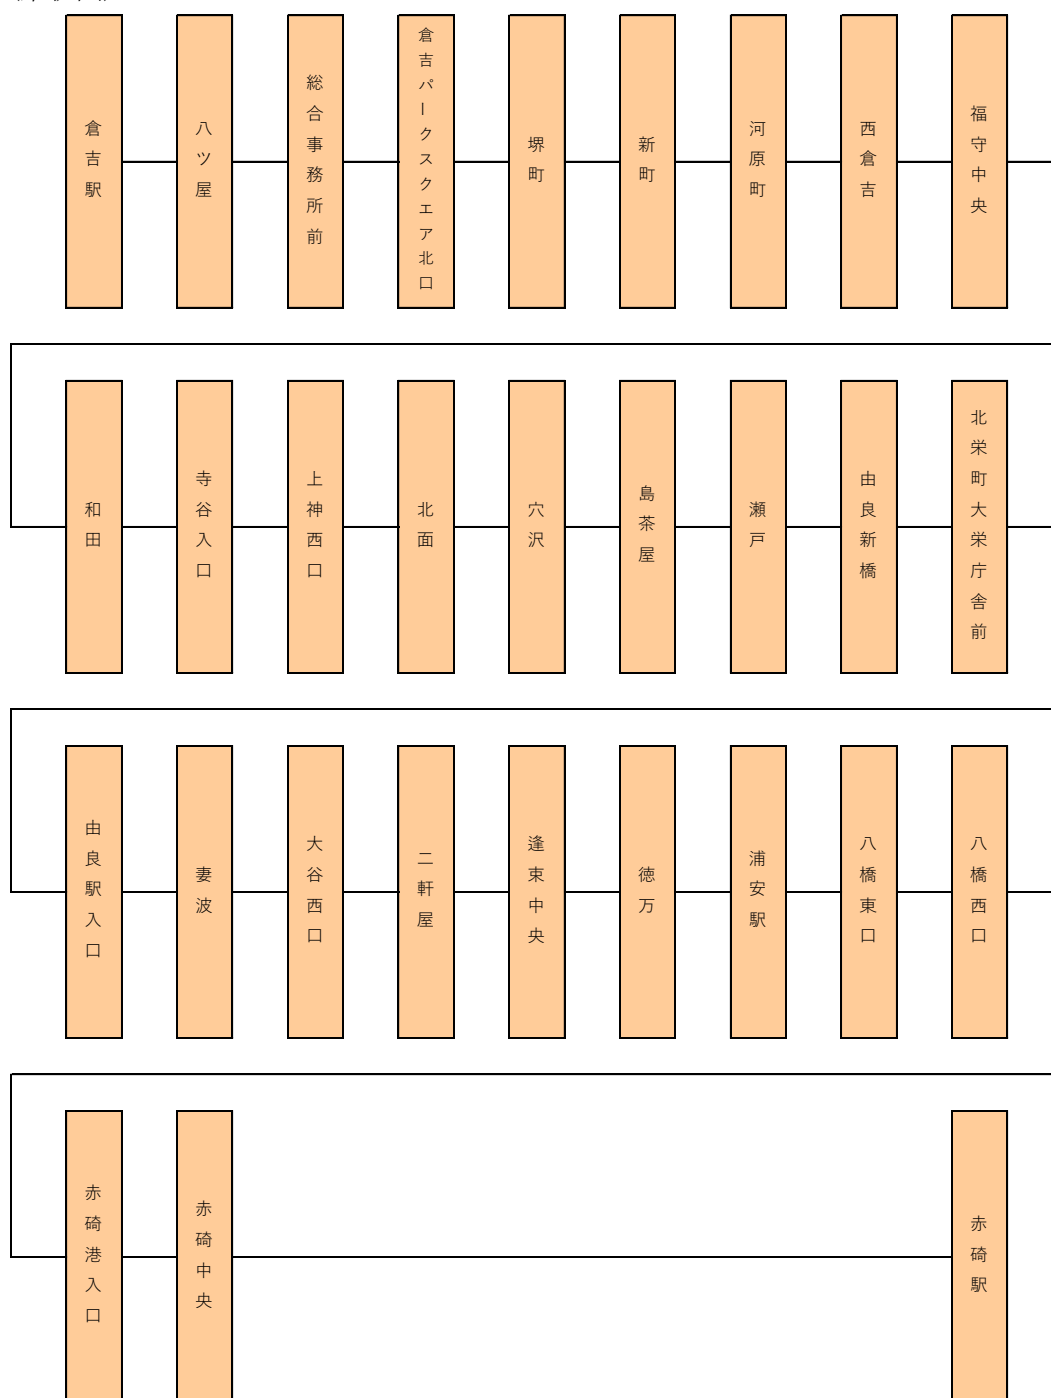 倉吉駅
八ツ屋
総合事務所前
倉吉パークスクエア北口
堺町
新町
河原町
西倉吉
福守中央
和田
寺谷入口
上神西口
北面
穴沢
島茶屋
瀬戸
由良新橋
北栄町大栄庁舎前
由良駅入口
妻波
大谷西口
二軒屋
逢束中央
徳万
浦安駅
八橋東口
八橋西口
赤碕港入口
赤碕中央
赤碕駅